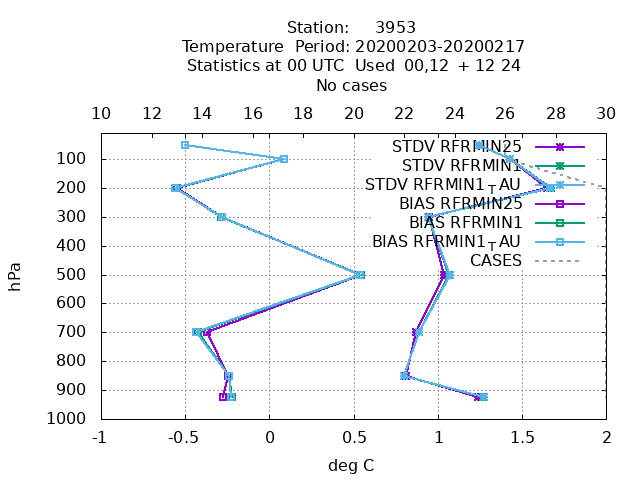 Station: 3953
Temperature Period: 20200203-20200217
Statistics at 00 UTC Used 00,12 + 12 24
No cases
10 12 14 16 18 20 22 24 26 28 30
STDV RFRMIN25
STDV RFRMIN1
STDV RFRMIN1TAU
BIAS RFRMIN25
BIAS RFRMIN1
BIAS RFRMIN1TAU
CASES
100
200
300
400
500
600
700
800
900
1000
hPa
-1 -0.5 0 0.5 1 1.5 2
deg C